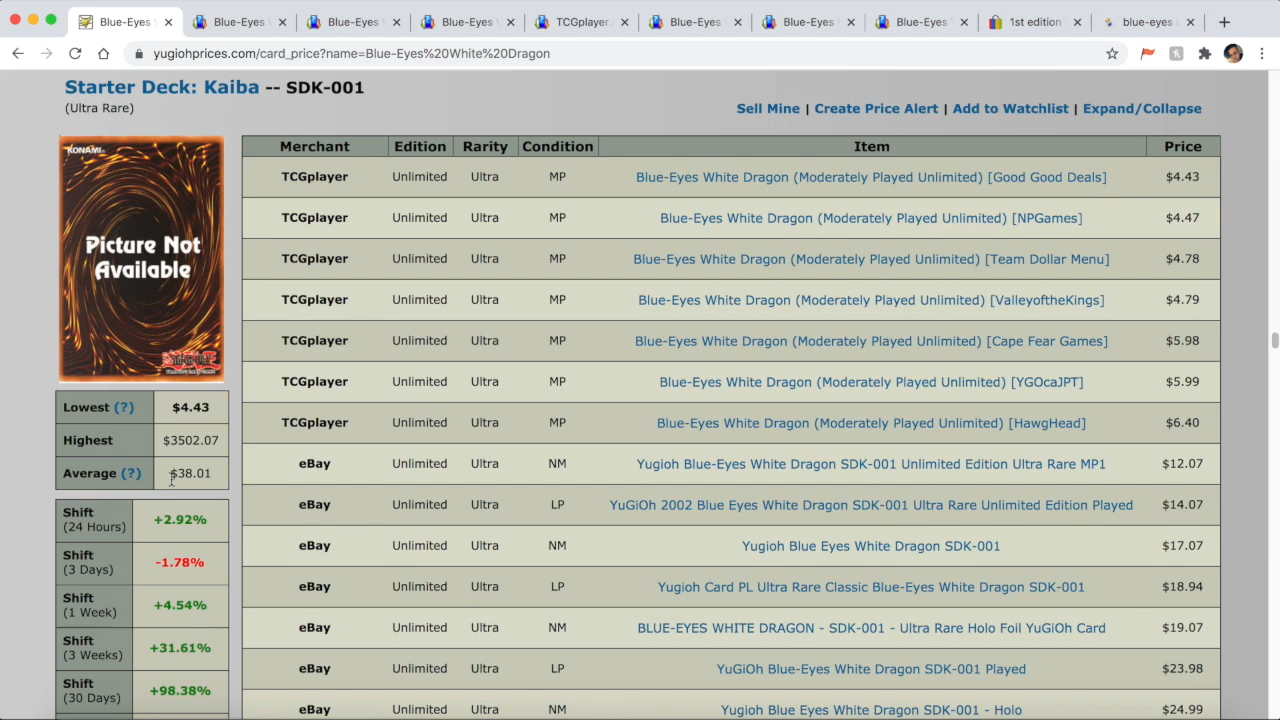 Blue-Eyes
Blue-Eyes W
Blue-Eyes
Blue-Eyes
TCGplayer.
Blue-Eyes
Blue-Eyes
Blue-Eyes
1st edition
blue-eyes
yugiohprices.com/card_price?name=Blue-Eyes%20White%20Dragon
Starter Deck: Kaiba -- SDK-001
(Ultra Rare)
Sell Mine | Create Price Alert | Add to Watchlist | Expand/Collapse
KONAMI
Picture Not
Available
Lowest (?) $4.43
Highest $3502.07
Average (?) $38.01
Shift (24 Hours) +2.92%
Shift (3 Days) -1.78%
Shift (1 Week) +4.54%
Shift (3 Weeks) +31.61%
Shift (30 Days) +98.38%
Merchant Edition Rarity Condition Item Price
TCGplayer Unlimited Ultra MP Blue-Eyes White Dragon (Moderately Played Unlimited) [Good Good Deals] $4.43
TCGplayer Unlimited Ultra MP Blue-Eyes White Dragon (Moderately Played Unlimited) [NPGames] $4.47
TCGplayer Unlimited Ultra MP Blue-Eyes White Dragon (Moderately Played Unlimited) [Team Dollar Menu] $4.78
TCGplayer Unlimited Ultra MP Blue-Eyes White Dragon (Moderately Played Unlimited) [ValleyoftheKings] $4.79
TCGplayer Unlimited Ultra MP Blue-Eyes White Dragon (Moderately Played Unlimited) [Cape Fear Games] $5.98
TCGplayer Unlimited Ultra MP Blue-Eyes White Dragon (Moderately Played Unlimited) [YGOcaJPT] $5.99
TCGplayer Unlimited Ultra MP Blue-Eyes White Dragon (Moderately Played Unlimited) [HawgHead] $6.40
eBay Unlimited Ultra NM Yugioh Blue-Eyes White Dragon SDK-001 Unlimited Edition Ultra Rare MP1 $12.07
eBay Unlimited Ultra LP YuGiOh 2002 Blue Eyes White Dragon SDK-001 Ultra Rare Unlimited Edition Played $14.07
eBay Unlimited Ultra NM Yugioh Blue Eyes White Dragon SDK-001 $17.07
eBay Unlimited Ultra LP Yugioh Card PL Ultra Rare Classic Blue-Eyes White Dragon SDK-001 $18.94
eBay Unlimited Ultra NM BLUE-EYES WHITE DRAGON - SDK-001 - Ultra Rare Holo Foil YuGiOh Card $19.07
eBay Unlimited Ultra LP YuGiOh Blue-Eyes White Dragon SDK-001 Played $23.98
eBay Unlimited Ultra NM Yugioh Blue Eyes White Dragon SDK-001 - Holo $24.99